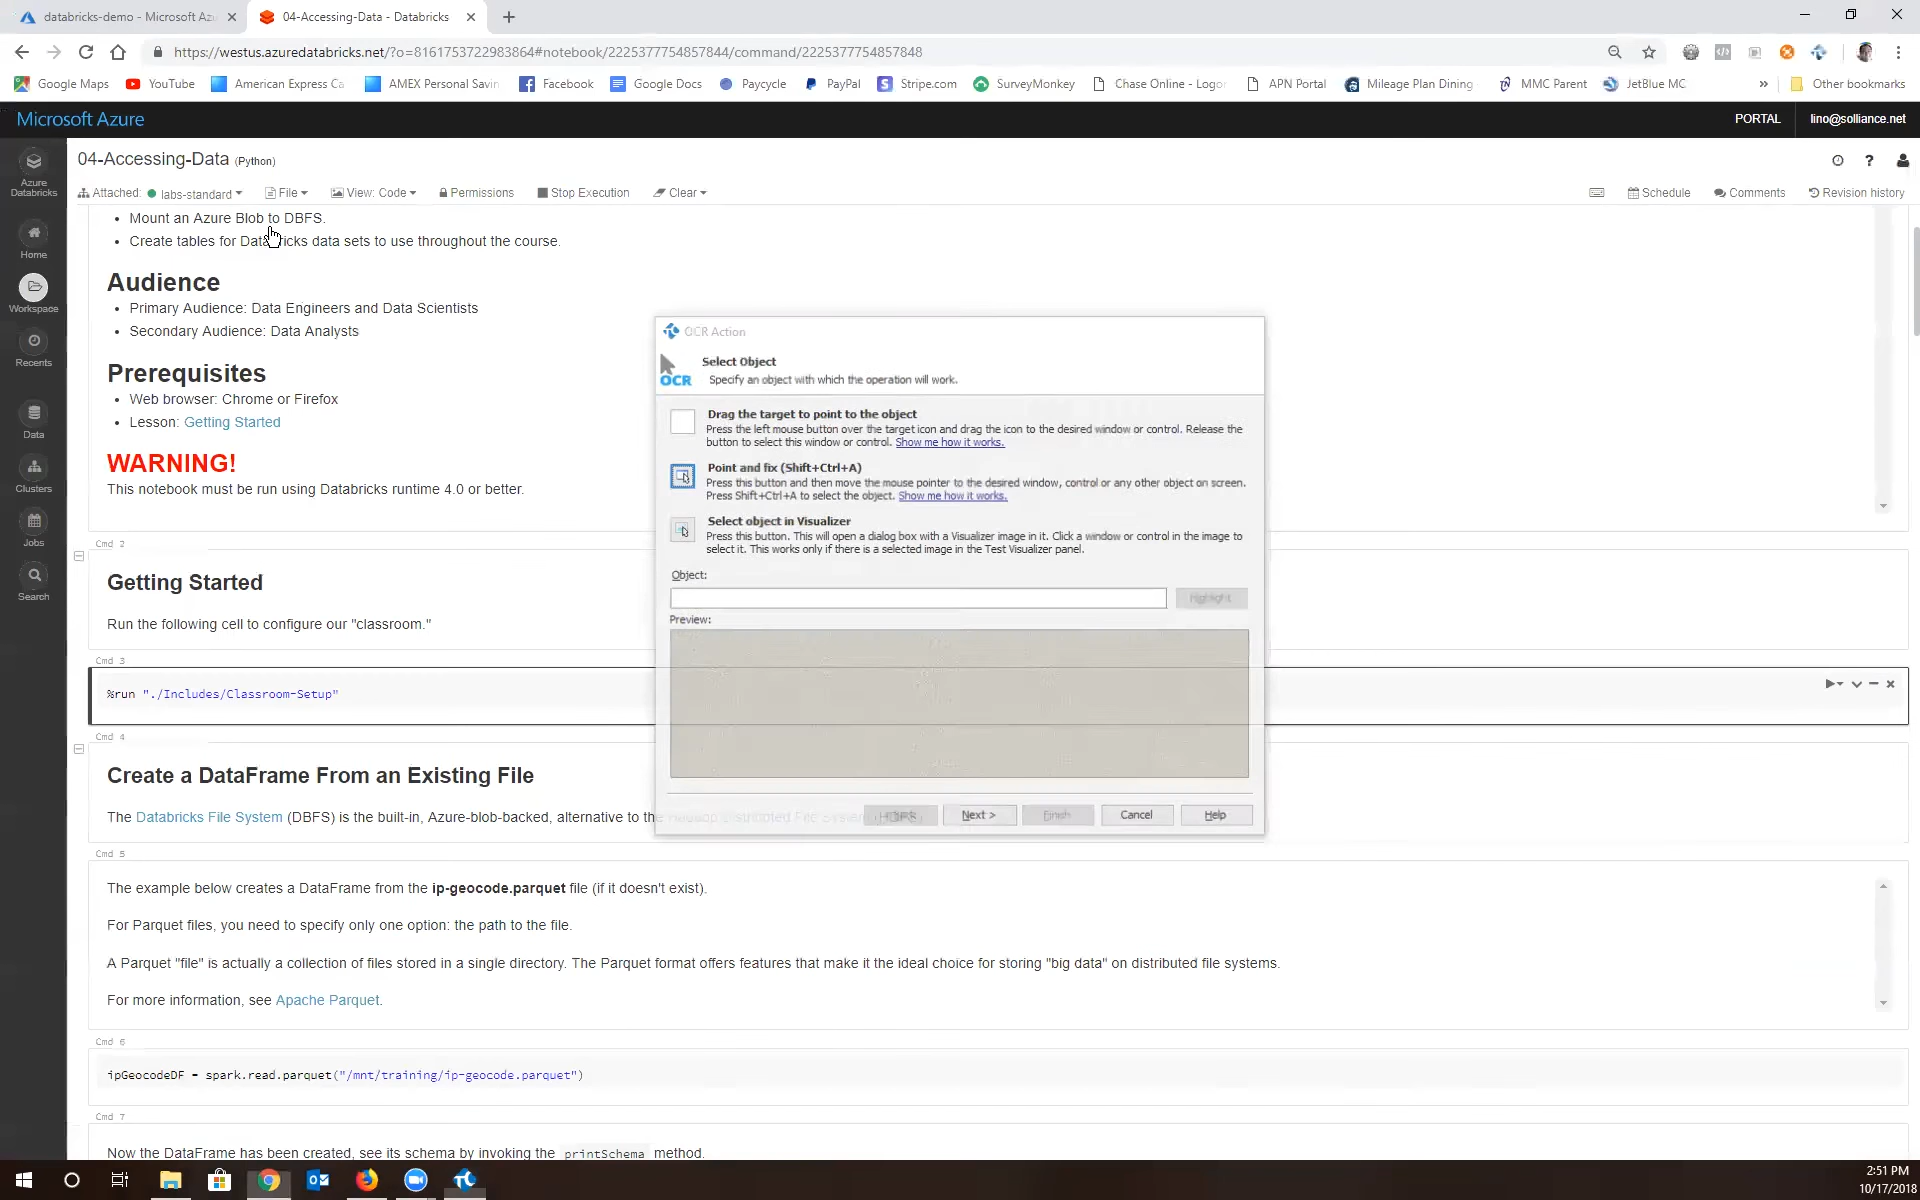 databricks-demo - Microsoft Azu
04-Accessing-Data - Databricks
https://westus.azuredatabricks.net/?o=8161753722983864#notebook/2225377754857844/command/2225377754857848
Google Maps
YouTube
American Express Ca
AMEX Personal Savin
Facebook
Google Docs
Paycycle
PayPal
Stripe.com
SurveyMonkey
Chase Online - Logon
APN Portal
Mileage Plan Dining
MMC Parent
JetBlue MC
Other bookmarks
Microsoft Azure
PORTAL
lino@solliance.net
Azure
Databricks
Home
Workspace
Recents
Data
Clusters
Jobs
Search
04-Accessing-Data (Python)
Attached: labs-standard
File
View: Code
Permissions
Stop Execution
Clear
Schedule
Comments
Revision history
• Mount an Azure Blob to DBFS.
• Create tables for Databricks data sets to use throughout the course.
Audience
• Primary Audience: Data Engineers and Data Scientists
• Secondary Audience: Data Analysts
Prerequisites
• Web browser: Chrome or Firefox
• Lesson: Getting Started
WARNING!
This notebook must be run using Databricks runtime 4.0 or better.
Cmd 2
Getting Started
Run the following cell to configure our "classroom."
Cmd 3
%run "./Includes/Classroom-Setup"
Cmd 4
Create a DataFrame From an Existing File
The Databricks File System (DBFS) is the built-in, Azure-blob-backed, alternative to the Hadoop Distributed File System
Cmd 5
The example below creates a DataFrame from the ip-geocode.parquet file (if it doesn't exist).
For Parquet files, you need to specify only one option: the path to the file.
A Parquet "file" is actually a collection of files stored in a single directory. The Parquet format offers features that make it the ideal choice for storing "big data" on distributed file systems.
For more information, see Apache Parquet.
Cmd 6
ipGeocodeDF = spark.read.parquet("/mnt/training/ip-geocode.parquet")
Cmd 7
Now the DataFrame has been created, see its schema by invoking the printSchema method.
OCR Action
OCR
Select Object
Specify an object with which the operation will work.
Drag the target to point to the object
Press the left mouse button over the target icon and drag the icon to the desired window or control. Release the
button to select this window or control. Show me how it works.
Point and fix (Shift+Ctrl+A)
Press this button and then move the mouse pointer to the desired window, control or any other object on screen.
Press Shift+Ctrl+A to select the object. Show me how it works.
Select object in Visualizer
Press this button. This will open a dialog box with a Visualizer image in it. Click a window or control in the image to
select it. This works only if there is a selected image in the Test Visualizer panel.
Object:
Highlight
Preview:
Next >
Finish
Cancel
Help
2:51 PM
10/17/2018